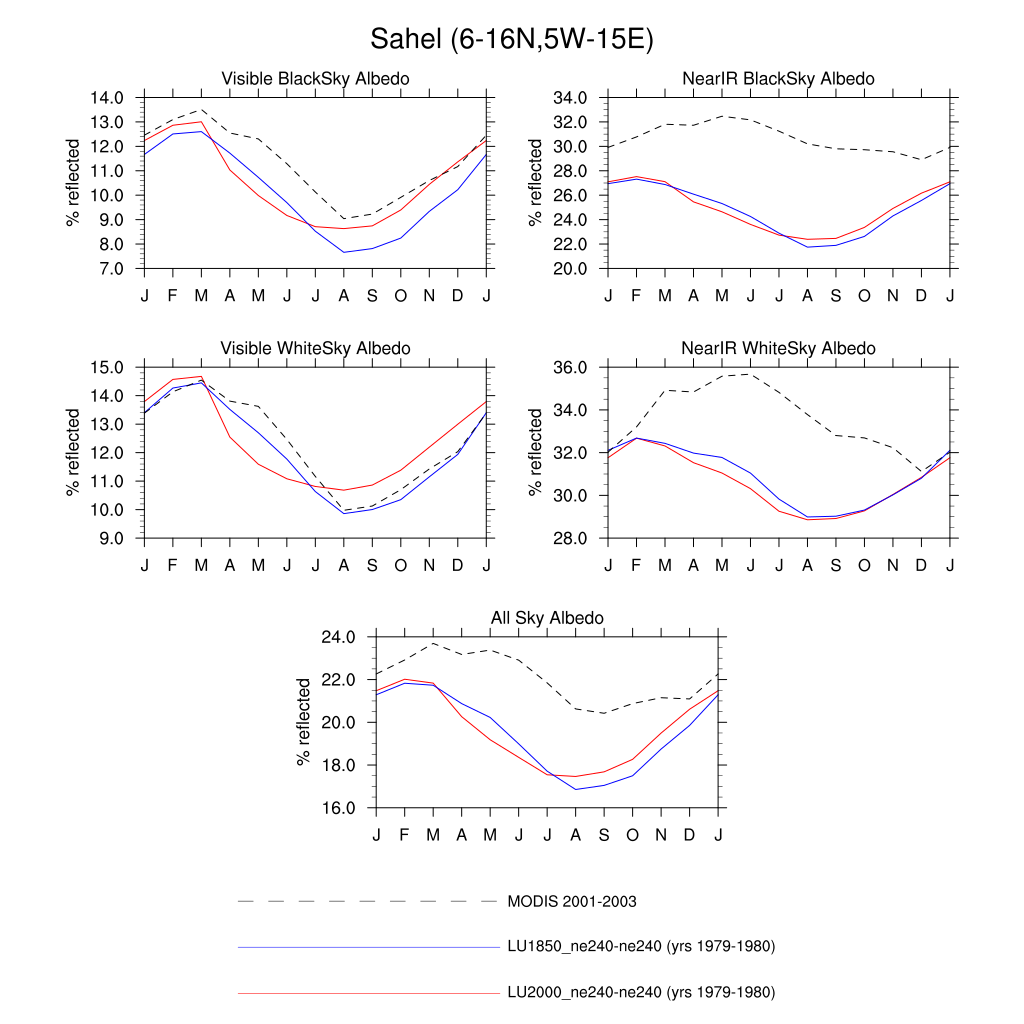 Sahel (6-16N,5W-15E)
Visible BlackSky Albedo
% reflected
14.0
13.0
12.0
11.0
10.0
9.0
8.0
7.0
J F M A M J J A S O N D J
NearIR BlackSky Albedo
% reflected
34.0
32.0
30.0
28.0
26.0
24.0
22.0
20.0
J F M A M J J A S O N D J
Visible WhiteSky Albedo
% reflected
15.0
14.0
13.0
12.0
11.0
10.0
9.0
J F M A M J J A S O N D J
NearIR WhiteSky Albedo
% reflected
36.0
34.0
32.0
30.0
28.0
J F M A M J J A S O N D J
All Sky Albedo
% reflected
24.0
22.0
20.0
18.0
16.0
J F M A M J J A S O N D J
MODIS 2001-2003
LU1850_ne240-ne240 (yrs 1979-1980)
LU2000_ne240-ne240 (yrs 1979-1980)